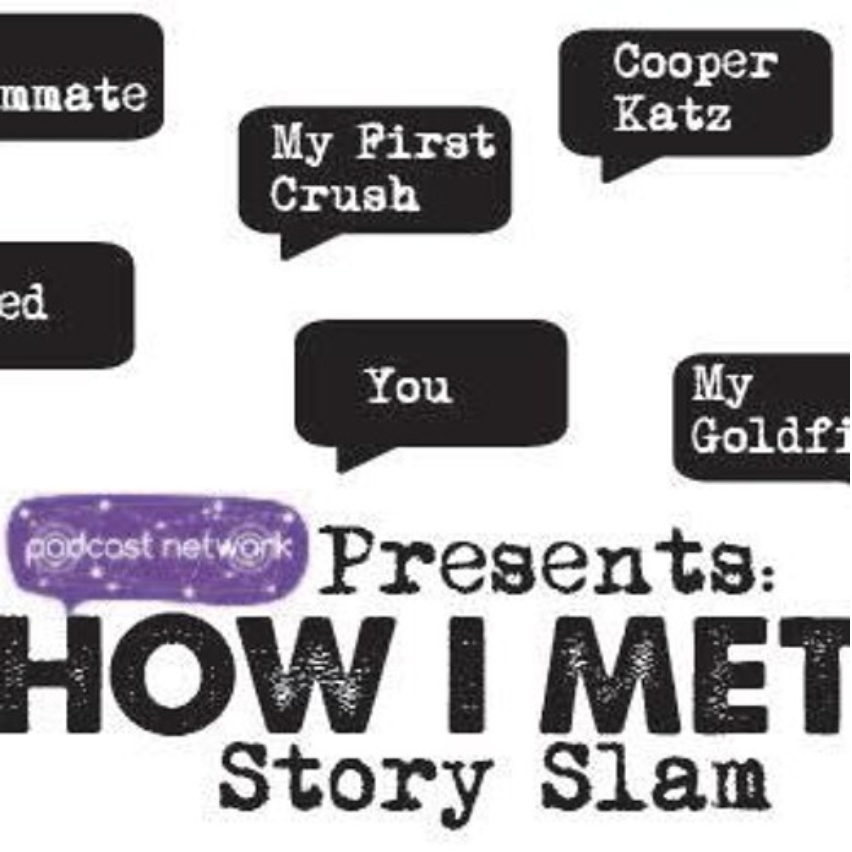 mmate
My First
Crush
Cooper
Katz
ed
You
My
Goldfi
podcast network
Presents:
HOW I MET
Story Slam